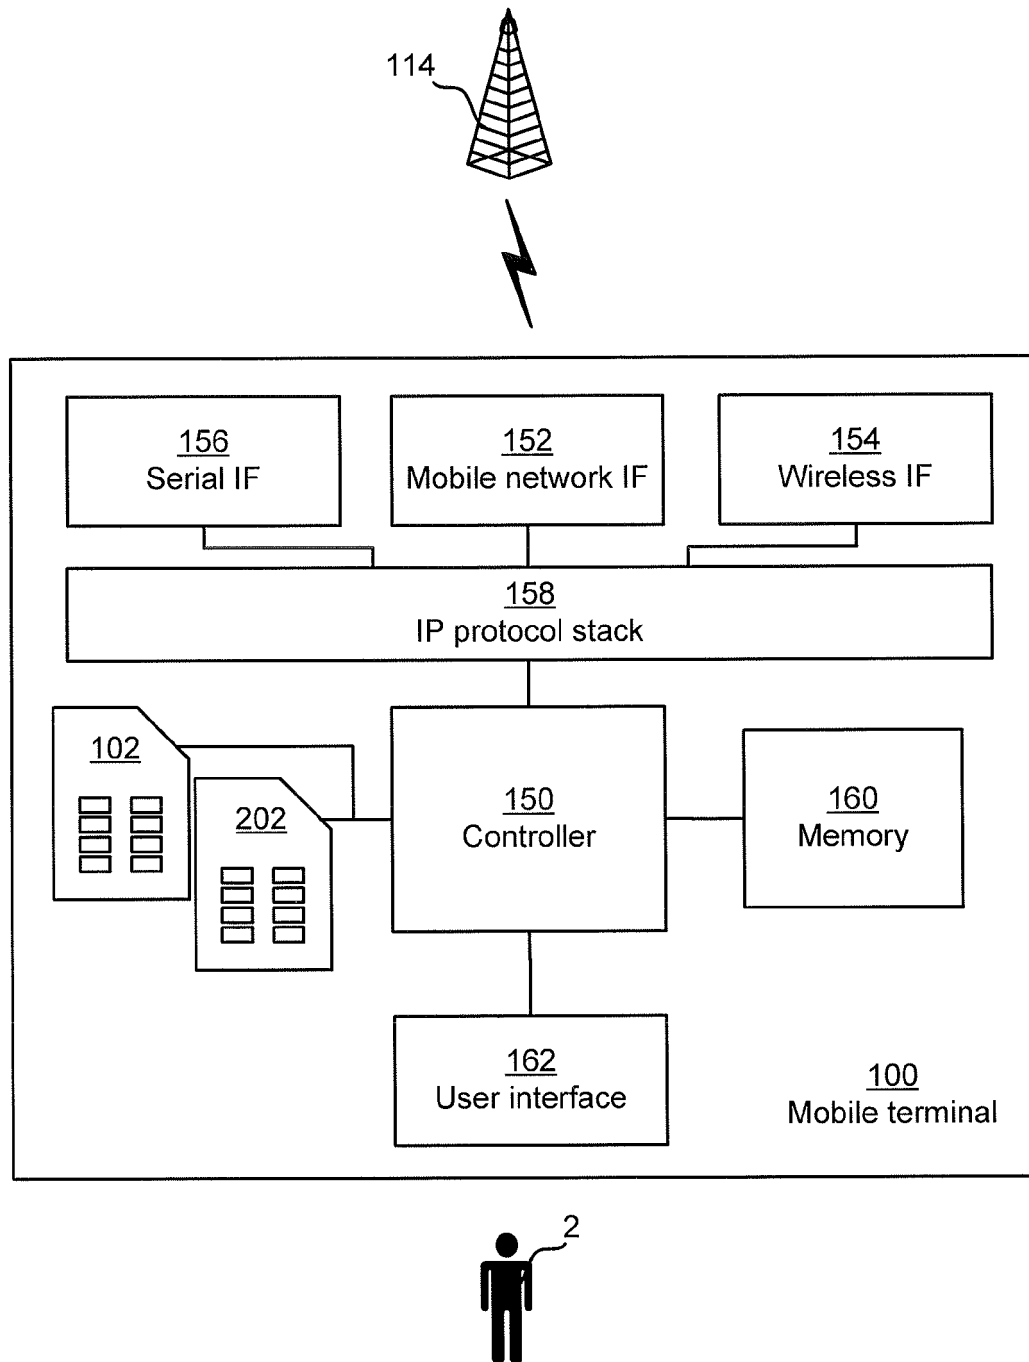 114
156
Serial IF
152
Mobile network IF
154
Wireless IF
158
IP protocol stack
102
202
150
Controller
160
Memory
162
User interface
100
Mobile terminal
2